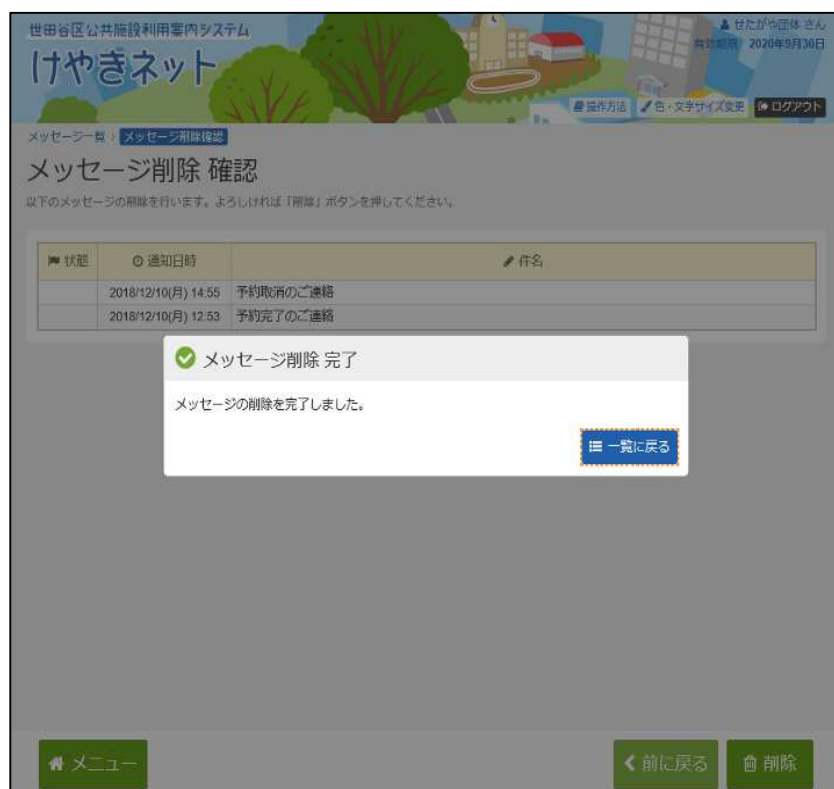 世田谷区公共施設利用案内システム
けやきネット
せたがや団体 さん
有効期限 2020年9月30日
操作方法 色・文字サイズ変更 ログアウト
メッセージ一覧 › メッセージ削除確認
メッセージ削除 確認
以下のメッセージの削除を行います。よろしければ「削除」ボタンを押してください。
状態 通知日時 件名
2018/12/10(月) 14:55 予約取消のご連絡
2018/12/10(月) 12:53 予約完了のご連絡
メッセージ削除 完了
メッセージの削除を完了しました。
一覧に戻る
メニュー 前に戻る 削除